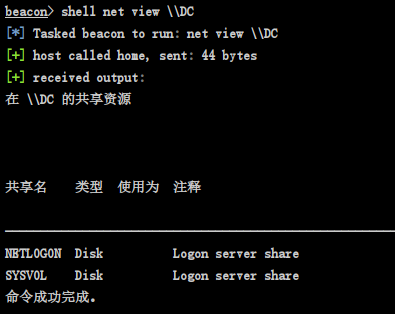 beacon> shell net view \\DC
[*] Tasked beacon to run: net view \\DC
[+] host called home, sent: 44 bytes
[+] received output:
在 \\DC 的共享资源
共享名 类型 使用为 注释
NETLOGON Disk Logon server share
SYSVOL Disk Logon server share
命令成功完成。